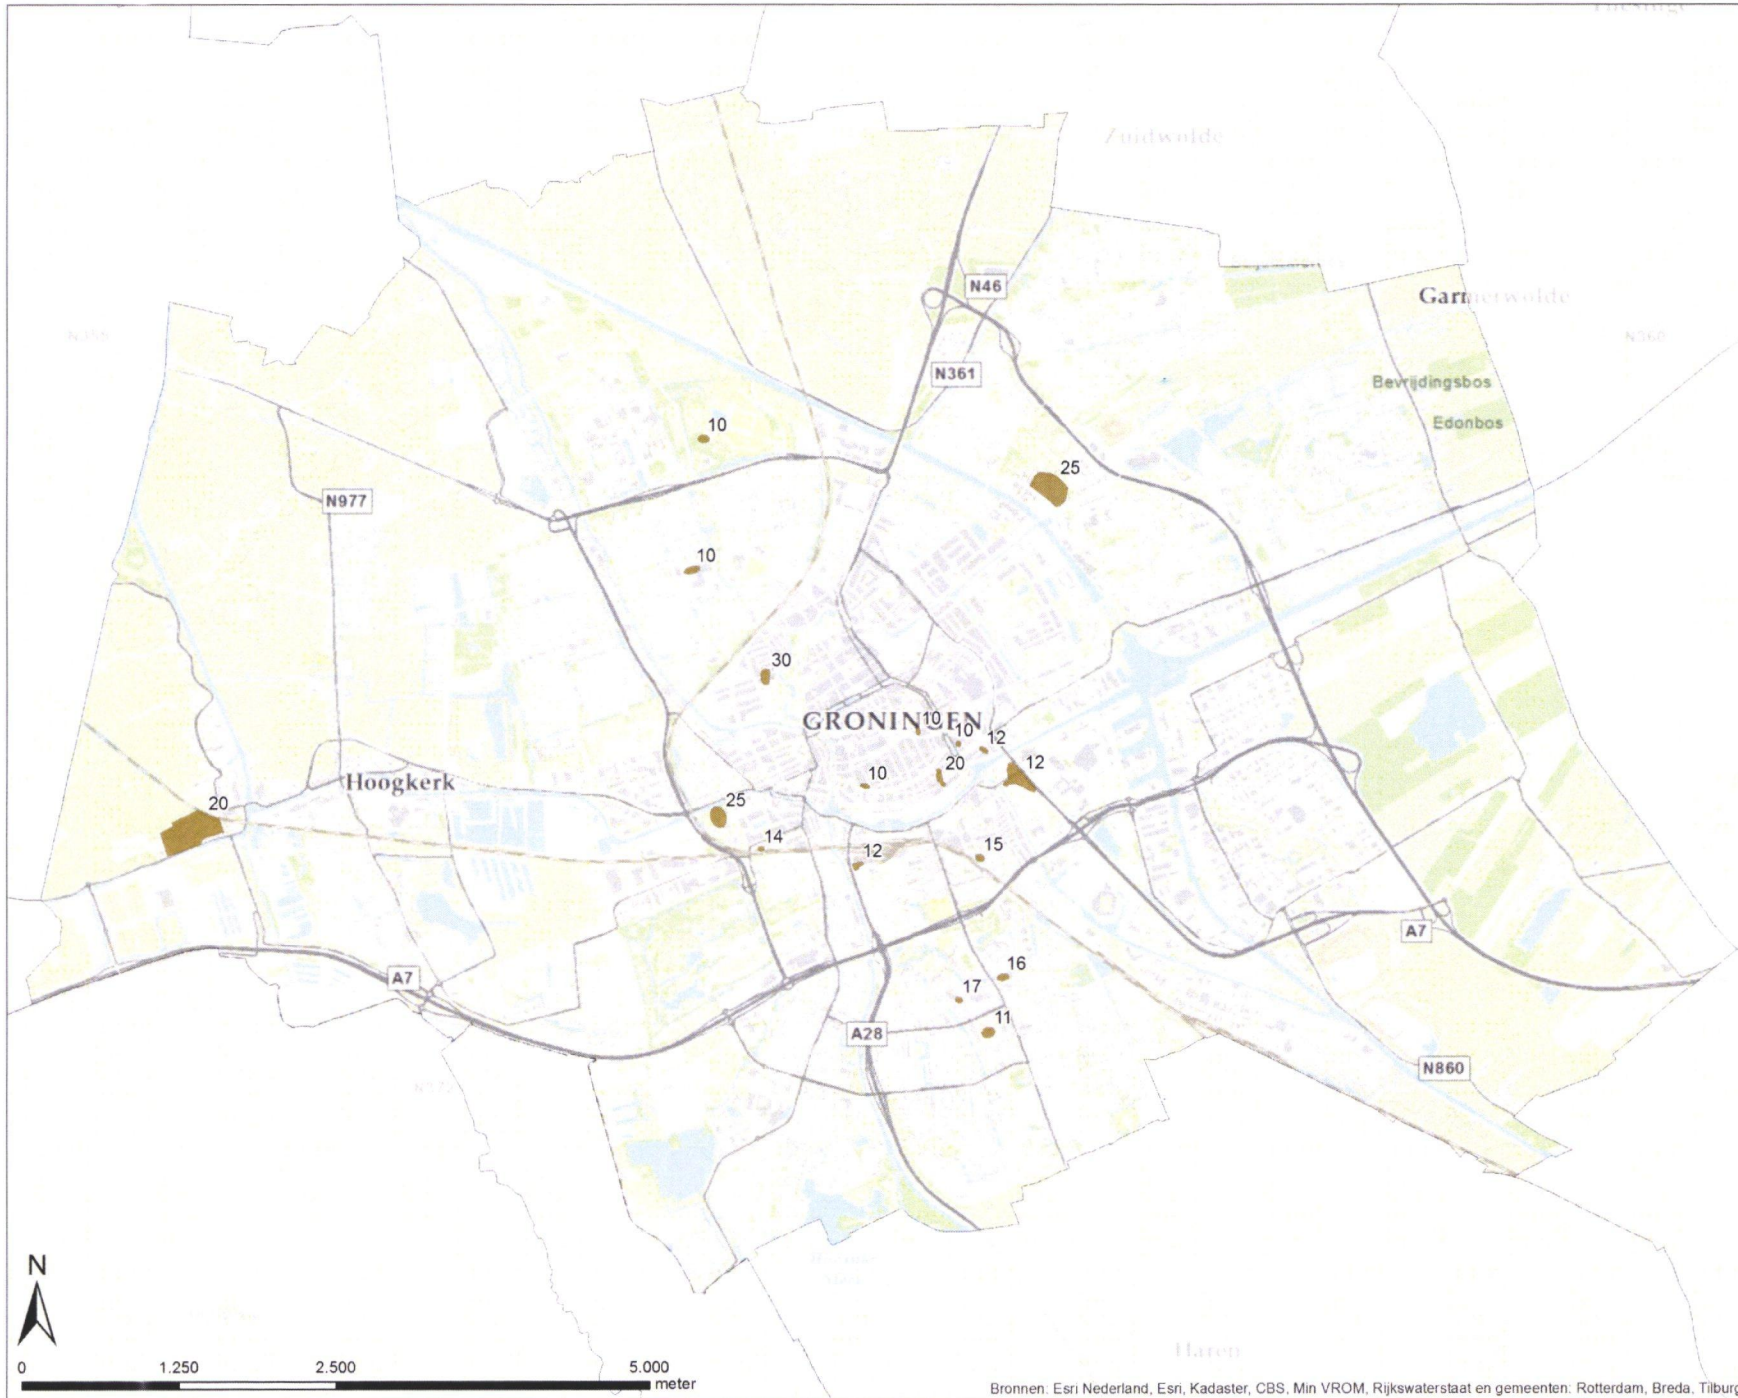 Zuidwolde
N46
Garmerwolde
N355
N360
N361
Bevrijdingsbos
Edonbos
10
25
N977
10
30
GRONINGEN
10
10
12
Hoogkerk
20
12
10
20
25
14
12
15
A7
16
A7
17
11
A28
N860
N
Haren
0 1.250 2.500 5.000
meter
Bronnen: Esri Nederland, Esri, Kadaster, CBS, Min VROM, Rijkswaterstaat en gemeenten: Rotterdam, Breda, Tilburg